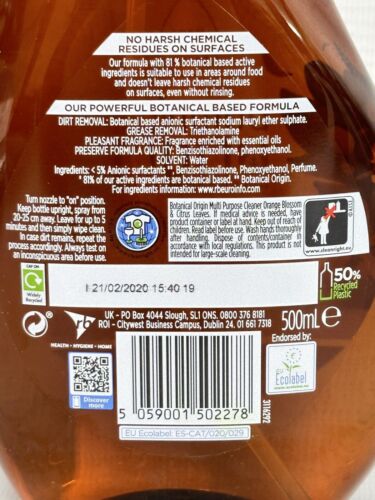 NO HARSH CHEMICAL
RESIDUES ON SURFACES
Our formula with 81 % botanical based active
ingredients is suitable to use in areas around food
and doesn't leave harsh chemical residues
on surfaces, even without rinsing.
OUR POWERFUL BOTANICAL BASED FORMULA
DIRT REMOVAL: Botanical based anionic surfactant sodium lauryl ether sulphate.
GREASE REMOVAL: Triethanolamine
PLEASANT FRAGRANCE: Fragrance enriched with essential oils
PRESERVE FORMULA QUALITY: Benzisothiazolinone, phenoxyethanol.
SOLVENT: Water
Ingredients: < 5% Anionic surfactants **, Benzisothiazolinone, Phenoxyethanol, Perfume.
* 81% of our active ingredients are botanical based. ** Botanical Origin.
www.rbeuroinfo.com
Turn nozzle to "on" position.
Keep bottle upright, spray from
20-25 cm away. Leave for up to 5
minutes and then simply wipe clean.
In case dirt remains, repeat the
process accordingly. Always test on
an inconspicuous area before use.
Botanical Origin Multi Purpose Cleaner Orange Blossom
& Citrus Leaves. If medical advice is needed, have
product container or label at hand. Keep out of reach of
children. Read label before use. Wash hands thoroughly
after handling. Dispose of contents/container in
accordance with local regulations. This product is not
intended for large-scale cleaning.
www.cleanright.eu
CAP ON
Widely
Recycled
21/02/2020 15:40 19
50%
Recycled
Plastic
rb
HEALTH • HYGIENE • HOME
UK - PO Box 4044 Slough, SL1 0NS. 0800 376 8181
ROI - Citywest Business Campus, Dublin 24. 01 661 7318
500mL e
Endorsed by:
EU
Ecolabel
Discover
more
5 059001 502278
3116292
EU Ecolabel: ES-CAT/020/029